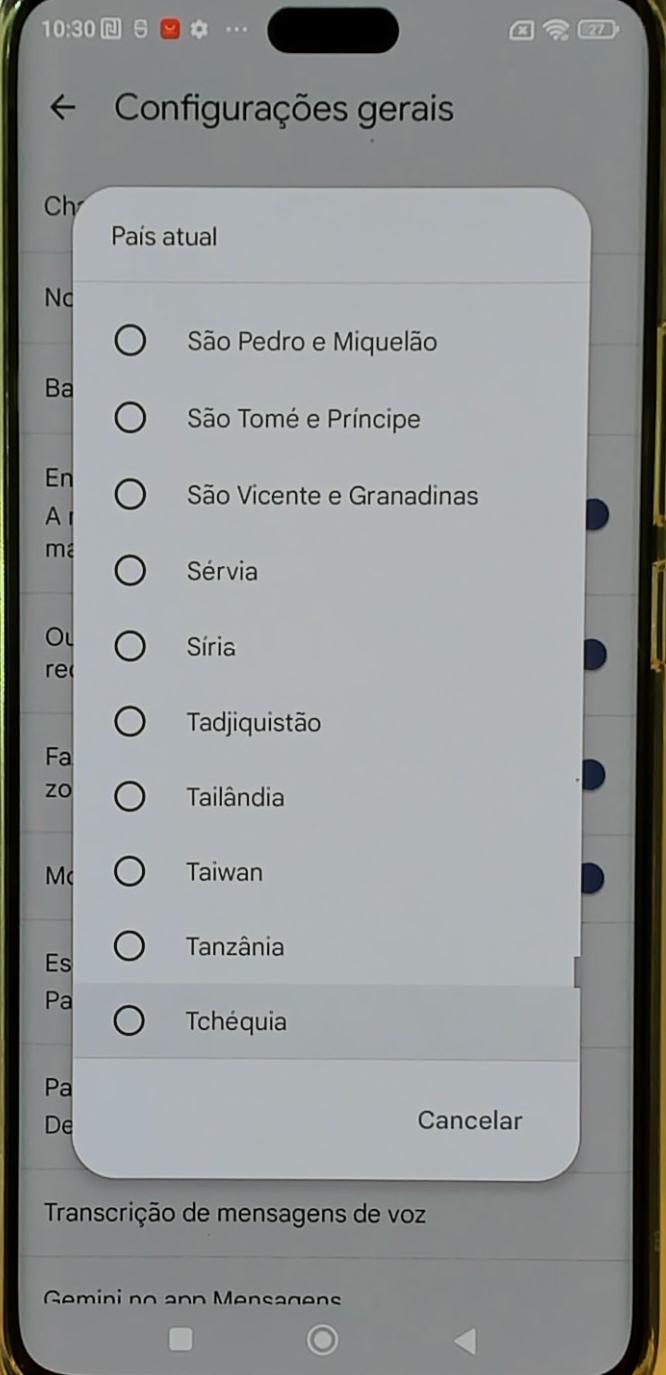 10:30
27
Configurações gerais
País atual
São Pedro e Miquelão
São Tomé e Príncipe
São Vicente e Granadinas
Sérvia
Síria
Tadjiquistão
Tailândia
Taiwan
Tanzânia
Tchéquia
Cancelar
Transcrição de mensagens de voz
Gemini no app Mensagens